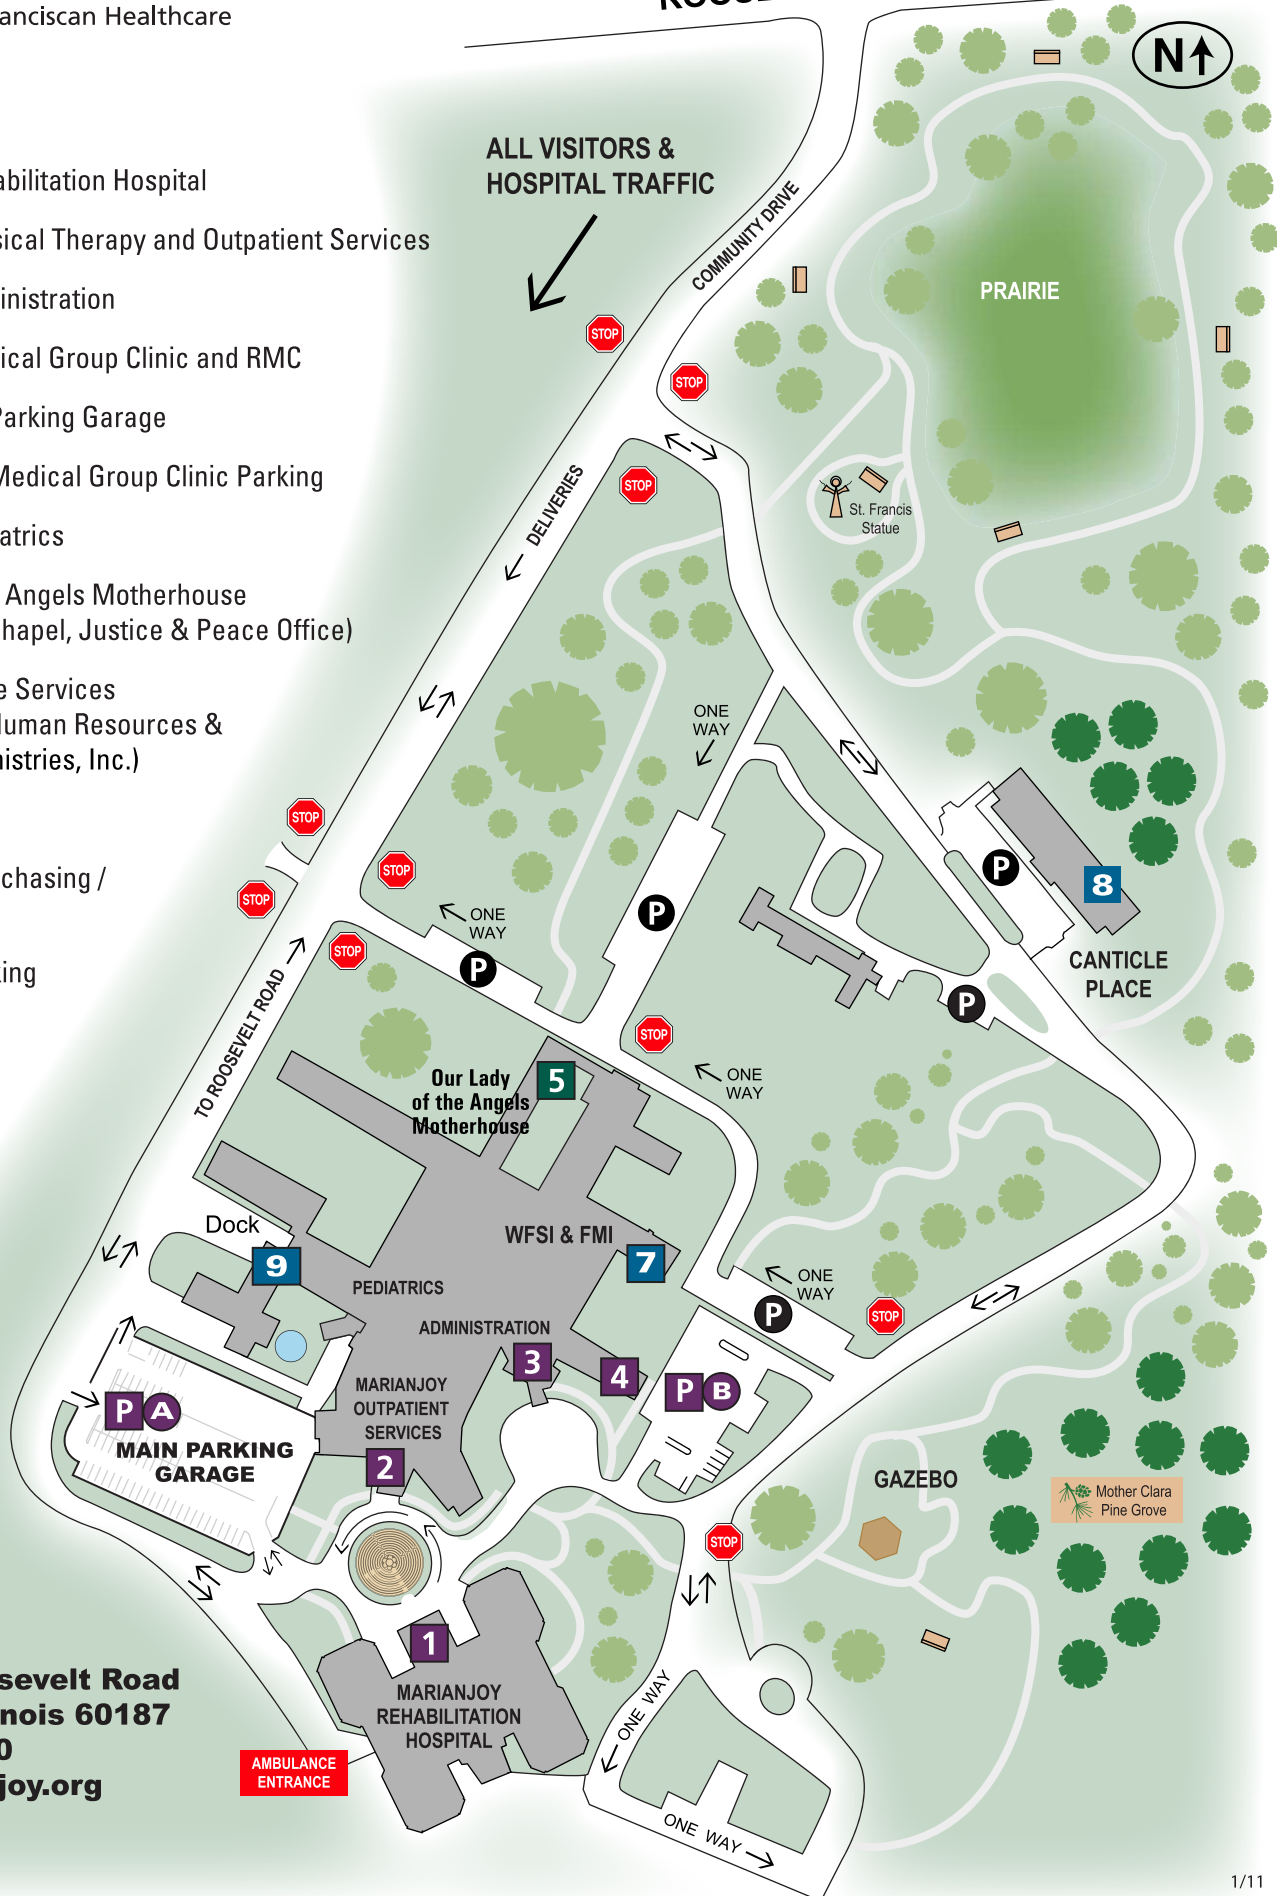 anciscan Healthcare
N
abilitation Hospital
ALL VISITORS &
HOSPITAL TRAFFIC
COMMUNITY DRIVE
sical Therapy and Outpatient Services
PRAIRIE
inistration
STOP
ical Group Clinic and RMC
STOP
Parking Garage
Medical Group Clinic Parking
STOP
DELIVERIES
St. Francis
Statue
atrics
Angels Motherhouse
hapel, Justice & Peace Office)
e Services
Human Resources &
nistries, Inc.)
ONE
WAY
STOP
chasing /
STOP
STOP
P
8
P
ONE
WAY
STOP
P
king
CANTICLE
PLACE
P
TO ROOSEVELT ROAD
STOP
Our Lady
of the Angels
Motherhouse
5
ONE
WAY
Dock
WFSI & FMI
9
7
PEDIATRICS
ONE
WAY
P
STOP
ADMINISTRATION
3
4
MARIANJOY
OUTPATIENT
SERVICES
P B
P A
MAIN PARKING
GARAGE
2
GAZEBO
Mother Clara
Pine Grove
STOP
1
MARIANJOY
REHABILITATION
HOSPITAL
ONE WAY
sevelt Road
nois 60187
0
joy.org
AMBULANCE
ENTRANCE
ONE WAY
1/11